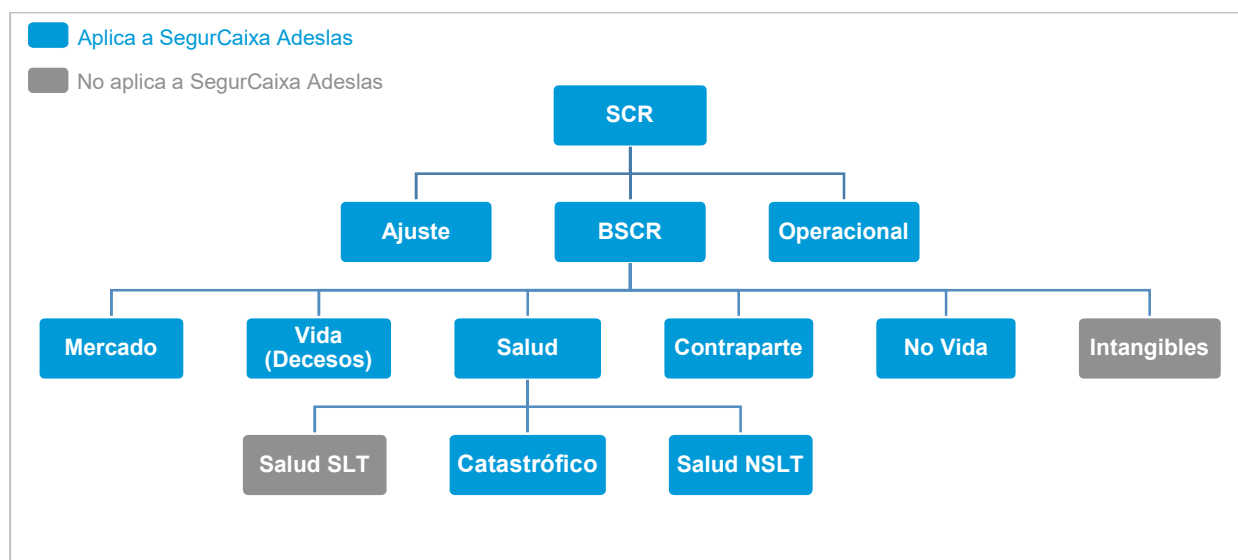 Aplica a SegurCaixa Adeslas
No aplica a SegurCaixa Adeslas
SCR
Ajuste
BSCR
Operacional
Mercado
Vida
(Decesos)
Salud
Contraparte
No Vida
Intangibles
Salud SLT
Catastrófico
Salud NSLT